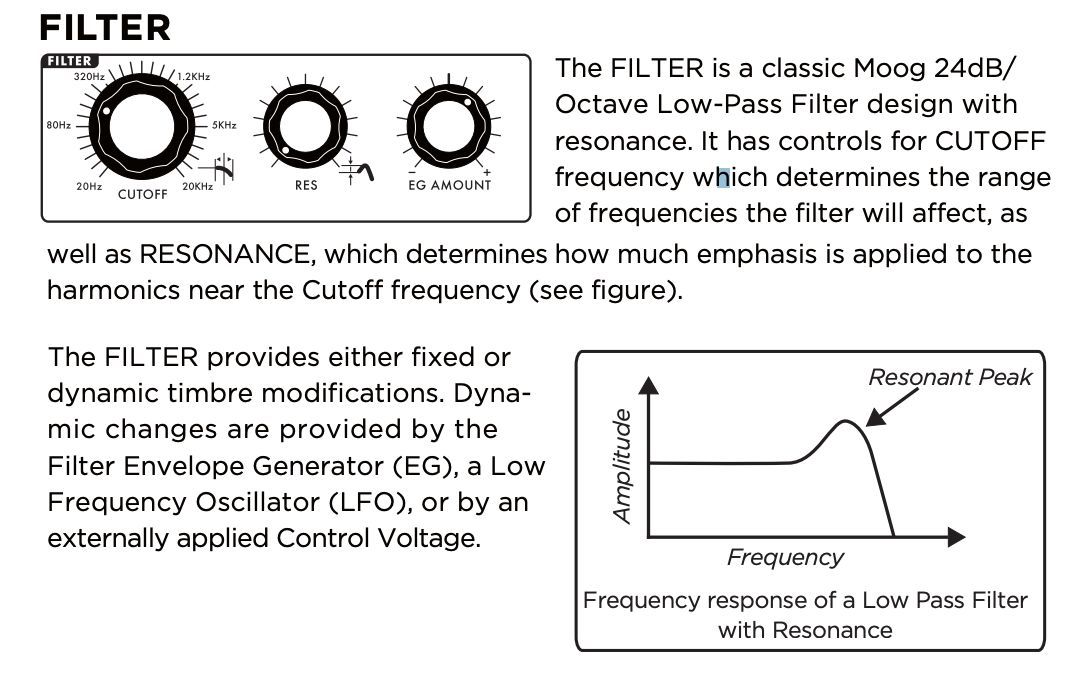 FILTER
FILTER
320Hz 1.2KHz
80Hz 5KHz
20Hz 20KHz
CUTOFF
RES
- +
EG AMOUNT
The FILTER is a classic Moog 24dB/
Octave Low-Pass Filter design with
resonance. It has controls for CUTOFF
frequency which determines the range
of frequencies the filter will affect, as
well as RESONANCE, which determines how much emphasis is applied to the
harmonics near the Cutoff frequency (see figure).
The FILTER provides either fixed or
dynamic timbre modifications. Dyna-
mic changes are provided by the
Filter Envelope Generator (EG), a Low
Frequency Oscillator (LFO), or by an
externally applied Control Voltage.
Resonant Peak
Amplitude
Frequency
Frequency response of a Low Pass Filter
with Resonance